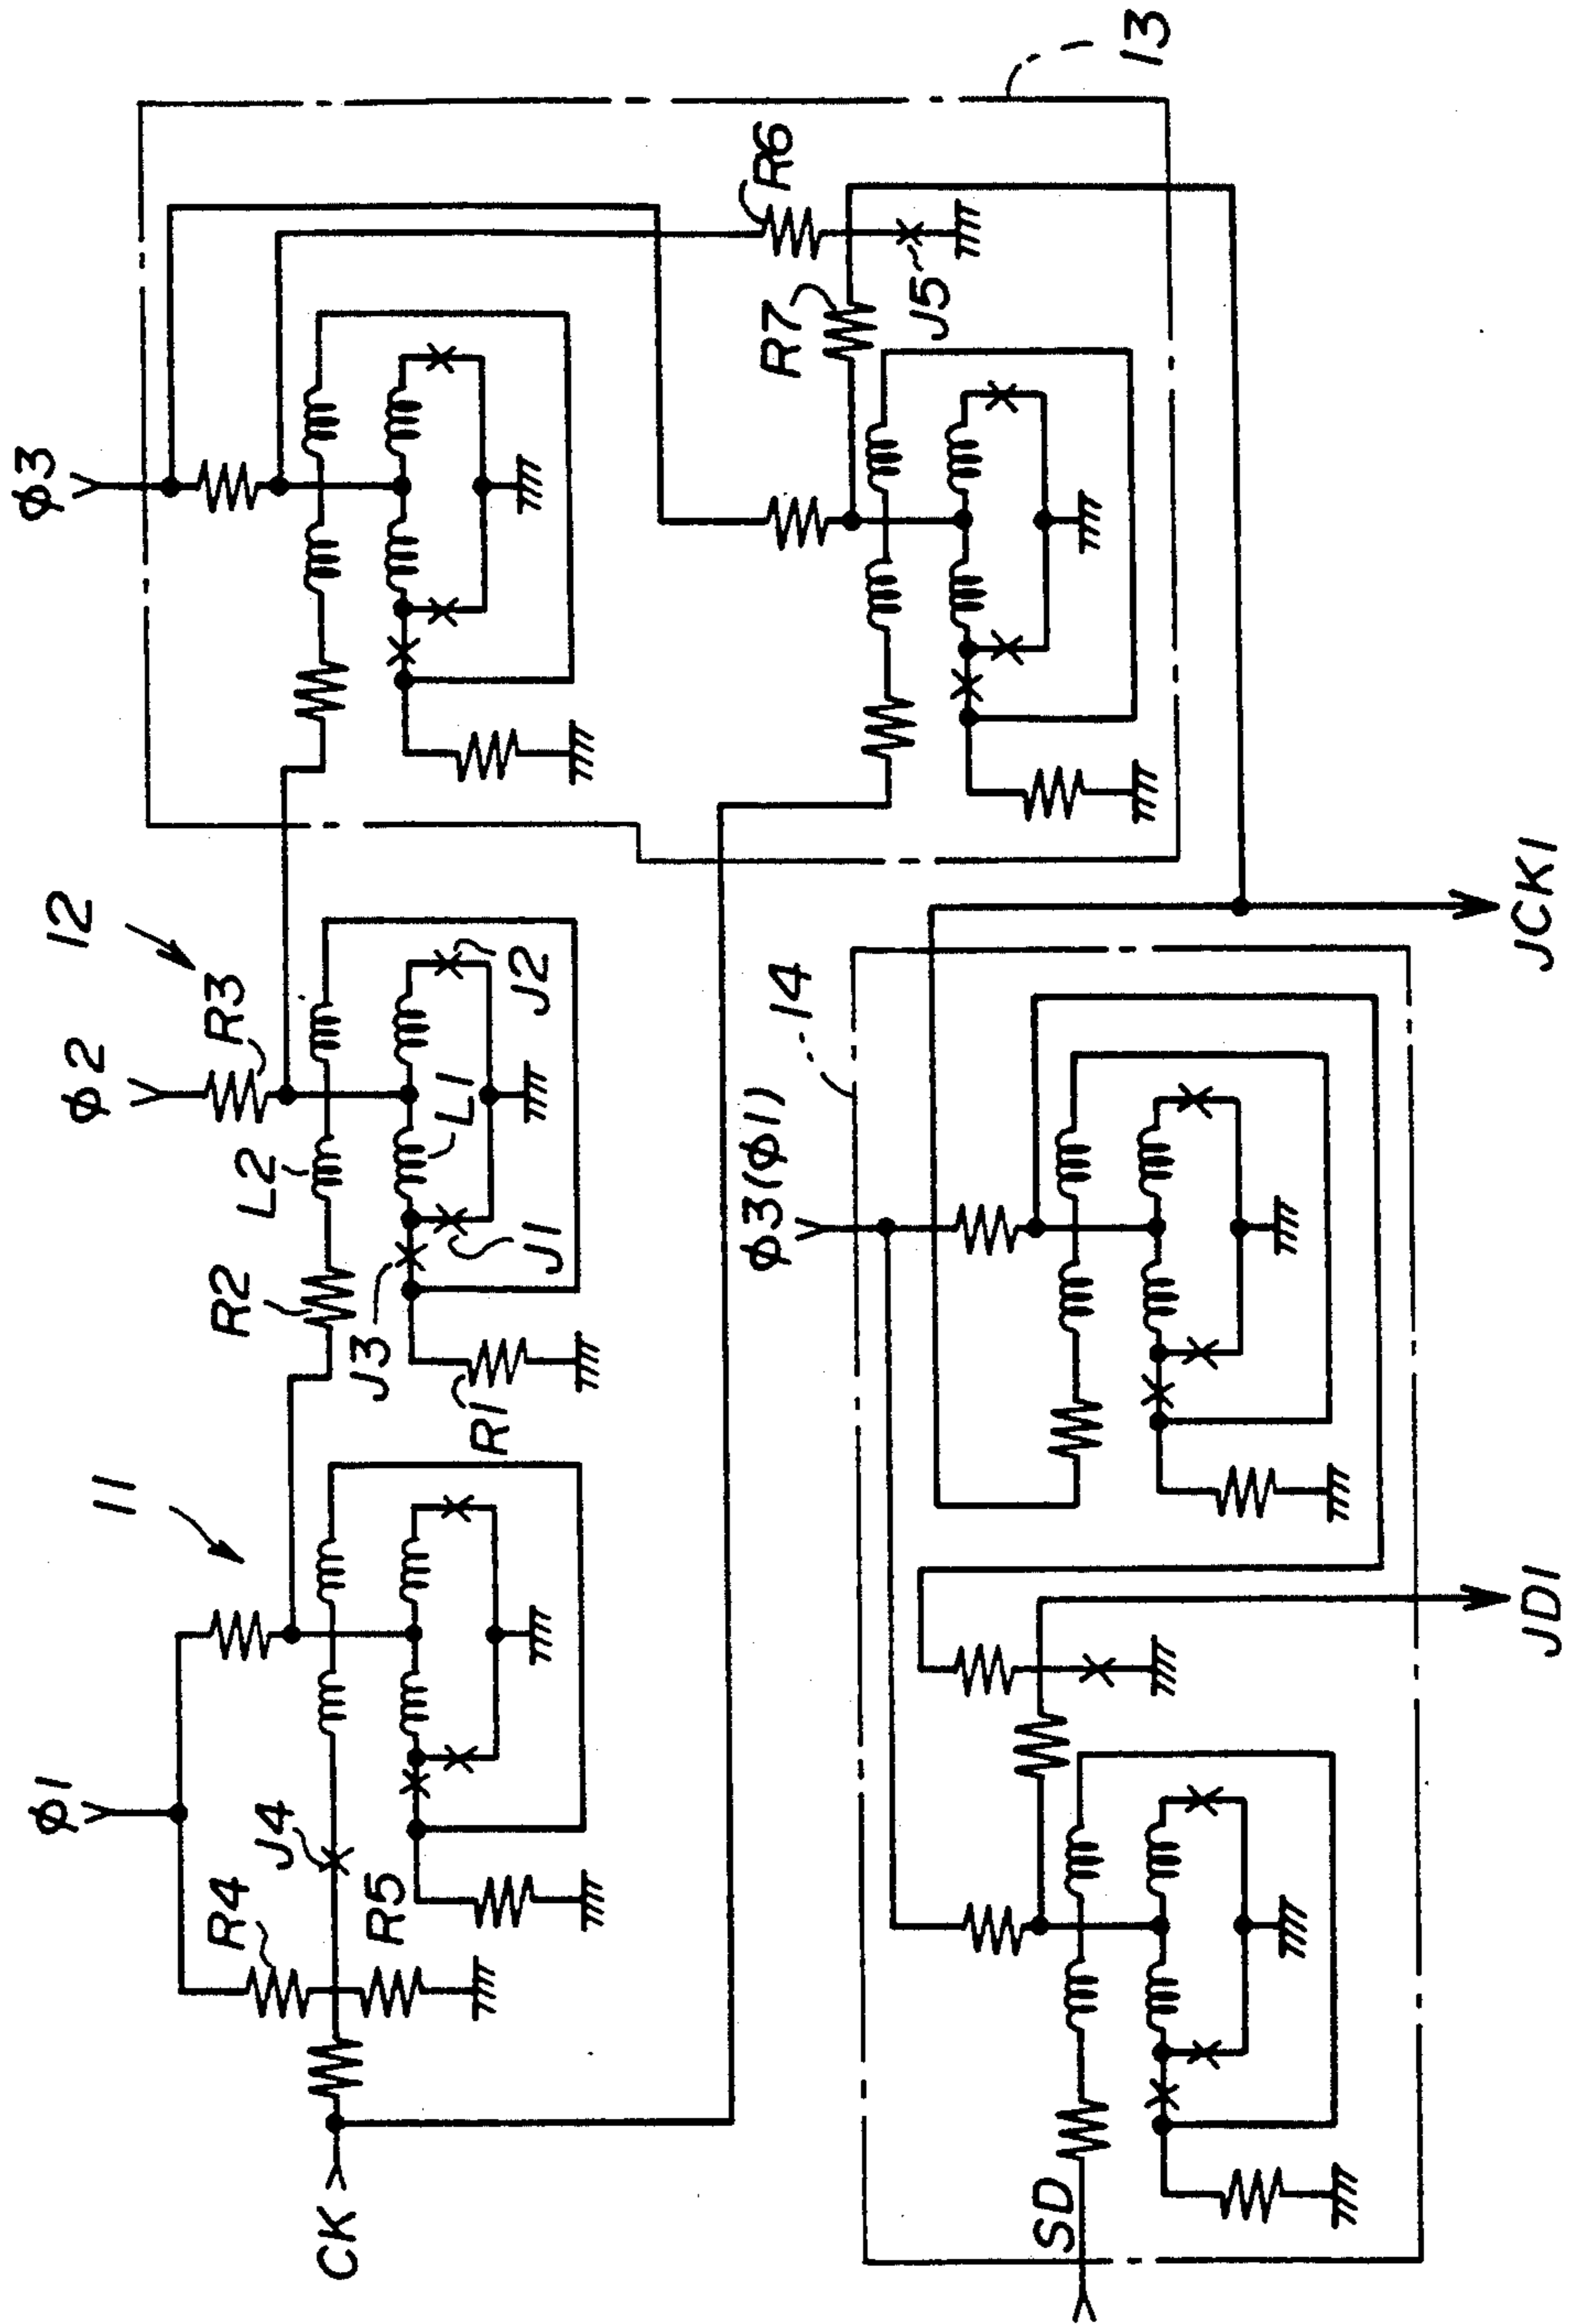 φ1
φ2
φ3
11
12
13
R4
J4
R5
CK
R2
L2
R3
J3
J1
L1
J2
R1
R6
R7
J5
φ3(φ1)
14
SD
JD1
JCK1